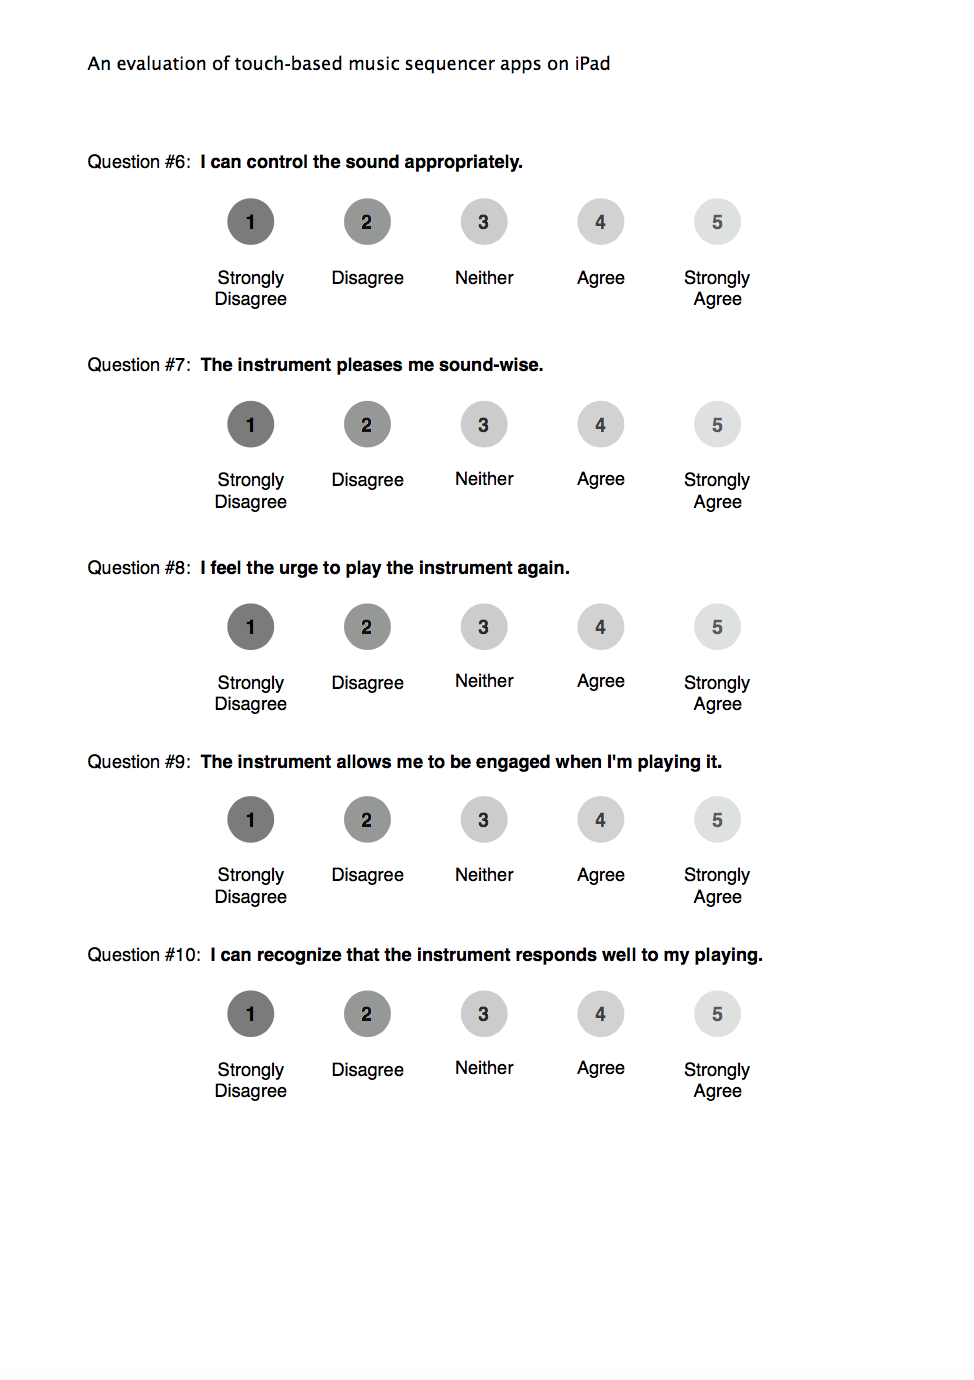 An evaluation of touch-based music sequencer apps on iPad
Question #6: I can control the sound appropriately.
1 2 3 4 5
Strongly Disagree Neither Agree Strongly
Disagree Agree
Question #7: The instrument pleases me sound-wise.
1 2 3 4 5
Strongly Disagree Neither Agree Strongly
Disagree Agree
Question #8: I feel the urge to play the instrument again.
1 2 3 4 5
Strongly Disagree Neither Agree Strongly
Disagree Agree
Question #9: The instrument allows me to be engaged when I'm playing it.
1 2 3 4 5
Strongly Disagree Neither Agree Strongly
Disagree Agree
Question #10: I can recognize that the instrument responds well to my playing.
1 2 3 4 5
Strongly Disagree Neither Agree Strongly
Disagree Agree